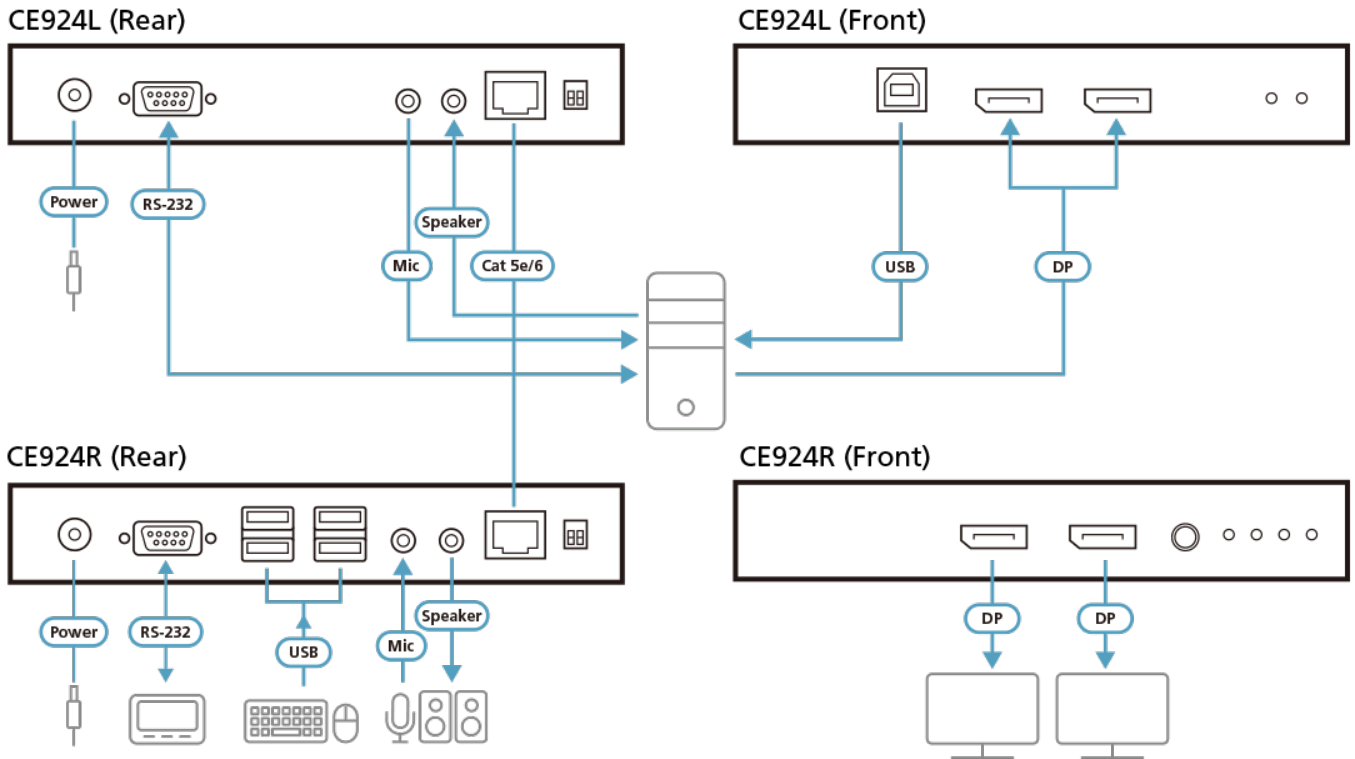 CE924L (Rear)
CE924L (Front)
Power
RS-232
Speaker
Mic
Cat 5e/6
USB
DP
CE924R (Rear)
CE924R (Front)
Power
RS-232
USB
Mic
Speaker
DP
DP